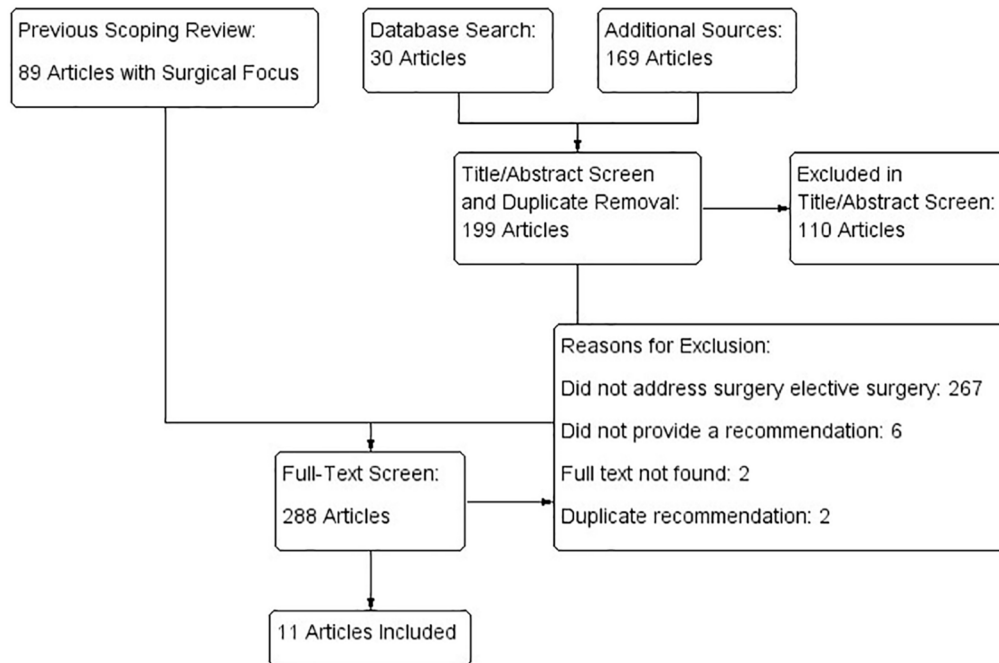 Previous Scoping Review:
89 Articles with Surgical Focus
Database Search:
30 Articles
Additional Sources:
169 Articles
Title/Abstract Screen
and Duplicate Removal:
199 Articles
Excluded in
Title/Abstract Screen:
110 Articles
Reasons for Exclusion:
Did not address surgery elective surgery: 267
Did not provide a recommendation: 6
Full text not found: 2
Duplicate recommendation: 2
Full-Text Screen:
288 Articles
11 Articles Included